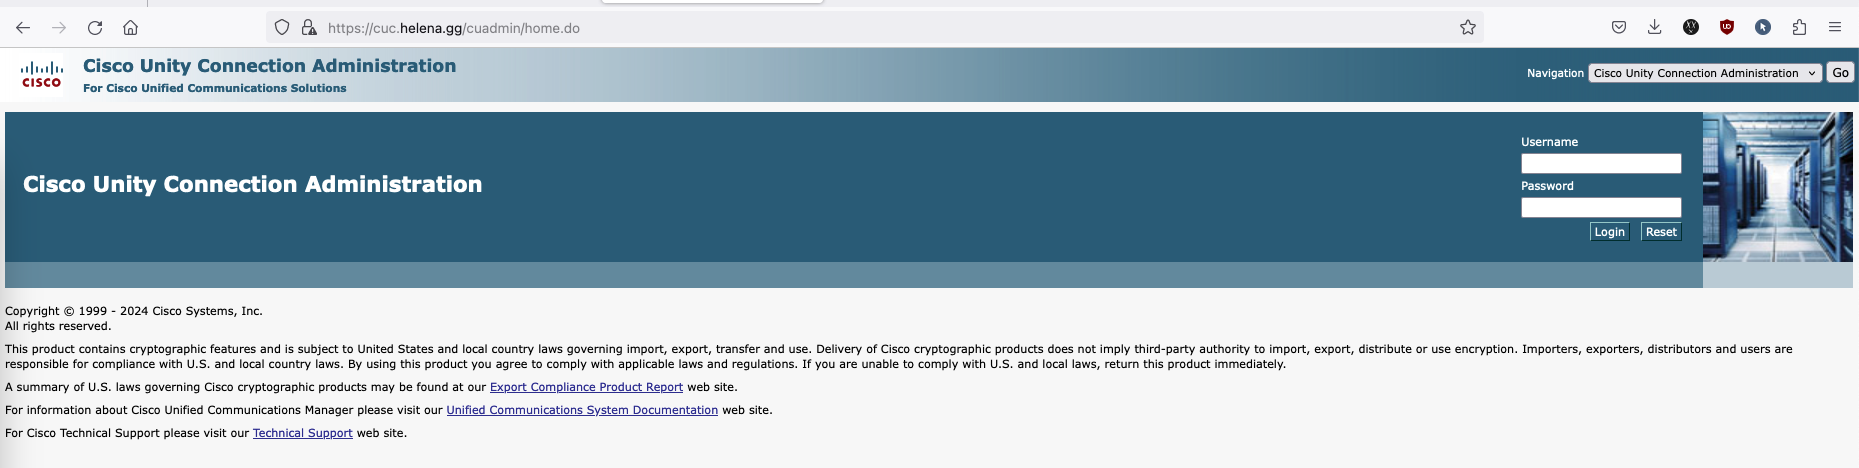 https://cuc.helena.gg/cuadmin/home.do
CISCO
Cisco Unity Connection Administration
For Cisco Unified Communications Solutions
Navigation Cisco Unity Connection Administration Go
Cisco Unity Connection Administration
Username
Password
Login Reset
Copyright © 1999 - 2024 Cisco Systems, Inc.
All rights reserved.
This product contains cryptographic features and is subject to United States and local country laws governing import, export, transfer and use. Delivery of Cisco cryptographic products does not imply third-party authority to import, export, distribute or use encryption. Importers, exporters, distributors and users are
responsible for compliance with U.S. and local country laws. By using this product you agree to comply with applicable laws and regulations. If you are unable to comply with U.S. and local laws, return this product immediately.
A summary of U.S. laws governing Cisco cryptographic products may be found at our Export Compliance Product Report web site.
For information about Cisco Unified Communications Manager please visit our Unified Communications System Documentation web site.
For Cisco Technical Support please visit our Technical Support web site.